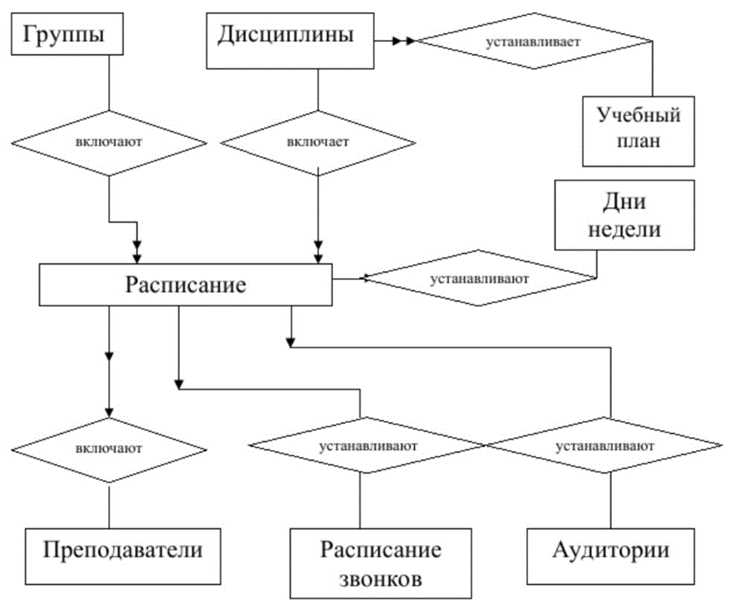 Группы
Дисциплины
устанавливает
Учебный
план
включают
включает
Дни
недели
Расписание
устанавливают
включают
устанавливают
устанавливают
Преподаватели
Расписание
звонков
Аудитории